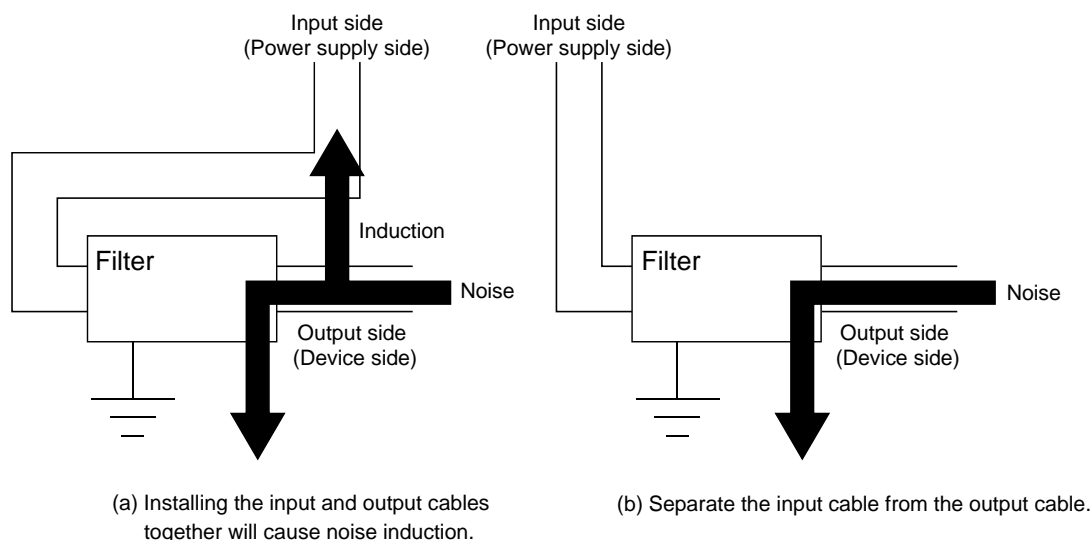 Input side
(Power supply side)
Induction
Filter
Noise
Output side
(Device side)
(a) Installing the input and output cables
together will cause noise induction.
Input side
(Power supply side)
Filter
Noise
Output side
(Device side)
(b) Separate the input cable from the output cable.